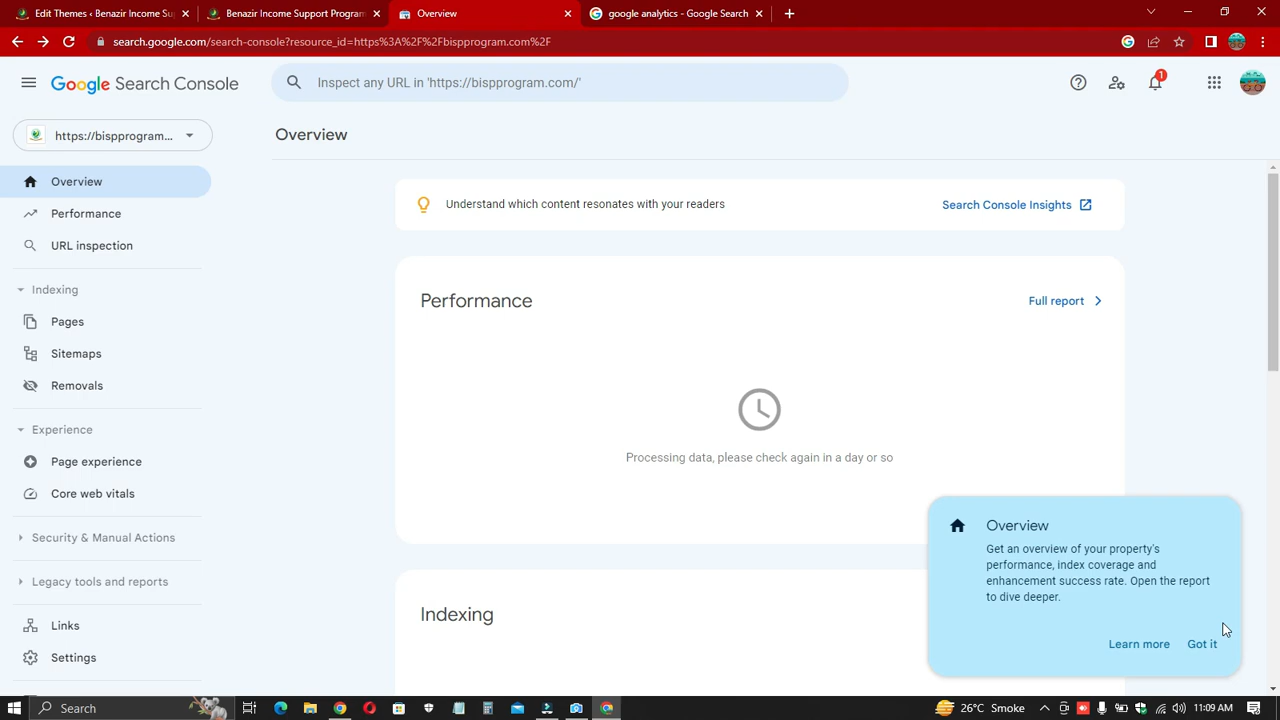 Edit Themes ‹ Benazir Income Su
Benazir Income Support Program
Overview
google analytics - Google Search
search.google.com/search-console?resource_id=https%3A%2F%2Fbispprogram.com%2F
Google Search Console
Inspect any URL in 'https://bispprogram.com/'
1
https://bispprogram...
Overview
Overview
Performance
URL inspection
Indexing
Pages
Sitemaps
Removals
Experience
Page experience
Core web vitals
Security & Manual Actions
Legacy tools and reports
Links
Settings
Understand which content resonates with your readers
Search Console Insights
Performance
Full report
Processing data, please check again in a day or so
Indexing
Overview
Get an overview of your property's
performance, index coverage and
enhancement success rate. Open the report
to dive deeper.
Learn more
Got it
Search
26°C Smoke
11:09 AM